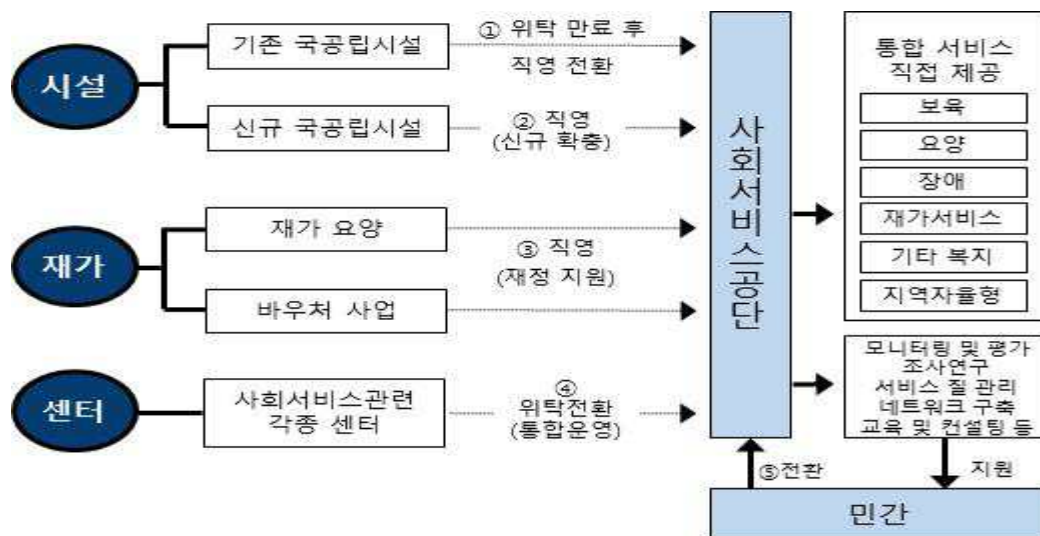 시설
기존 국공립시설
① 위탁 만료 후
직영 전환
신규 국공립시설
② 직영
(신규 확충)
재가
재가 요양
③ 직영
(재정 지원)
바우처 사업
센터
사회서비스관련
각종 센터
④
위탁전환
(통합운영)
사회서비스공단
통합 서비스
직접 제공
보육
요양
장애
재가서비스
기타 복지
지역자율형
모니터링 및 평가
조사연구
서비스 질 관리
네트워크 구축
교육 및 컨설팅 등
⑤전환
지원
민간